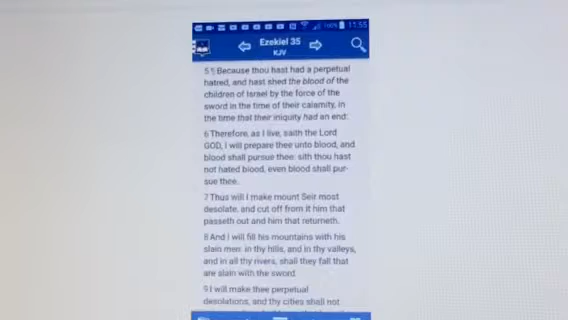 100% 11:55
Ezekiel 35
KJV
5 5 Because thou hast had a perpetual
hatred, and hast shed the blood of the
children of Israel by the force of the
sword in the time of their calamity, in
the time that their iniquity had an end:
6 Therefore, as I live, saith the Lord
GOD, I will prepare thee unto blood, and
blood shall pursue thee: sith thou hast
not hated blood, even blood shall pur-
sue thee.
7 Thus will I make mount Seir most
desolate, and cut off from it him that
passeth out and him that returneth.
8 And I will fill his mountains with his
slain men: in thy hills, and in thy valleys,
and in all thy rivers, shall they fall that
are slain with the sword.
9 I will make thee perpetual
desolations, and thy cities shall not